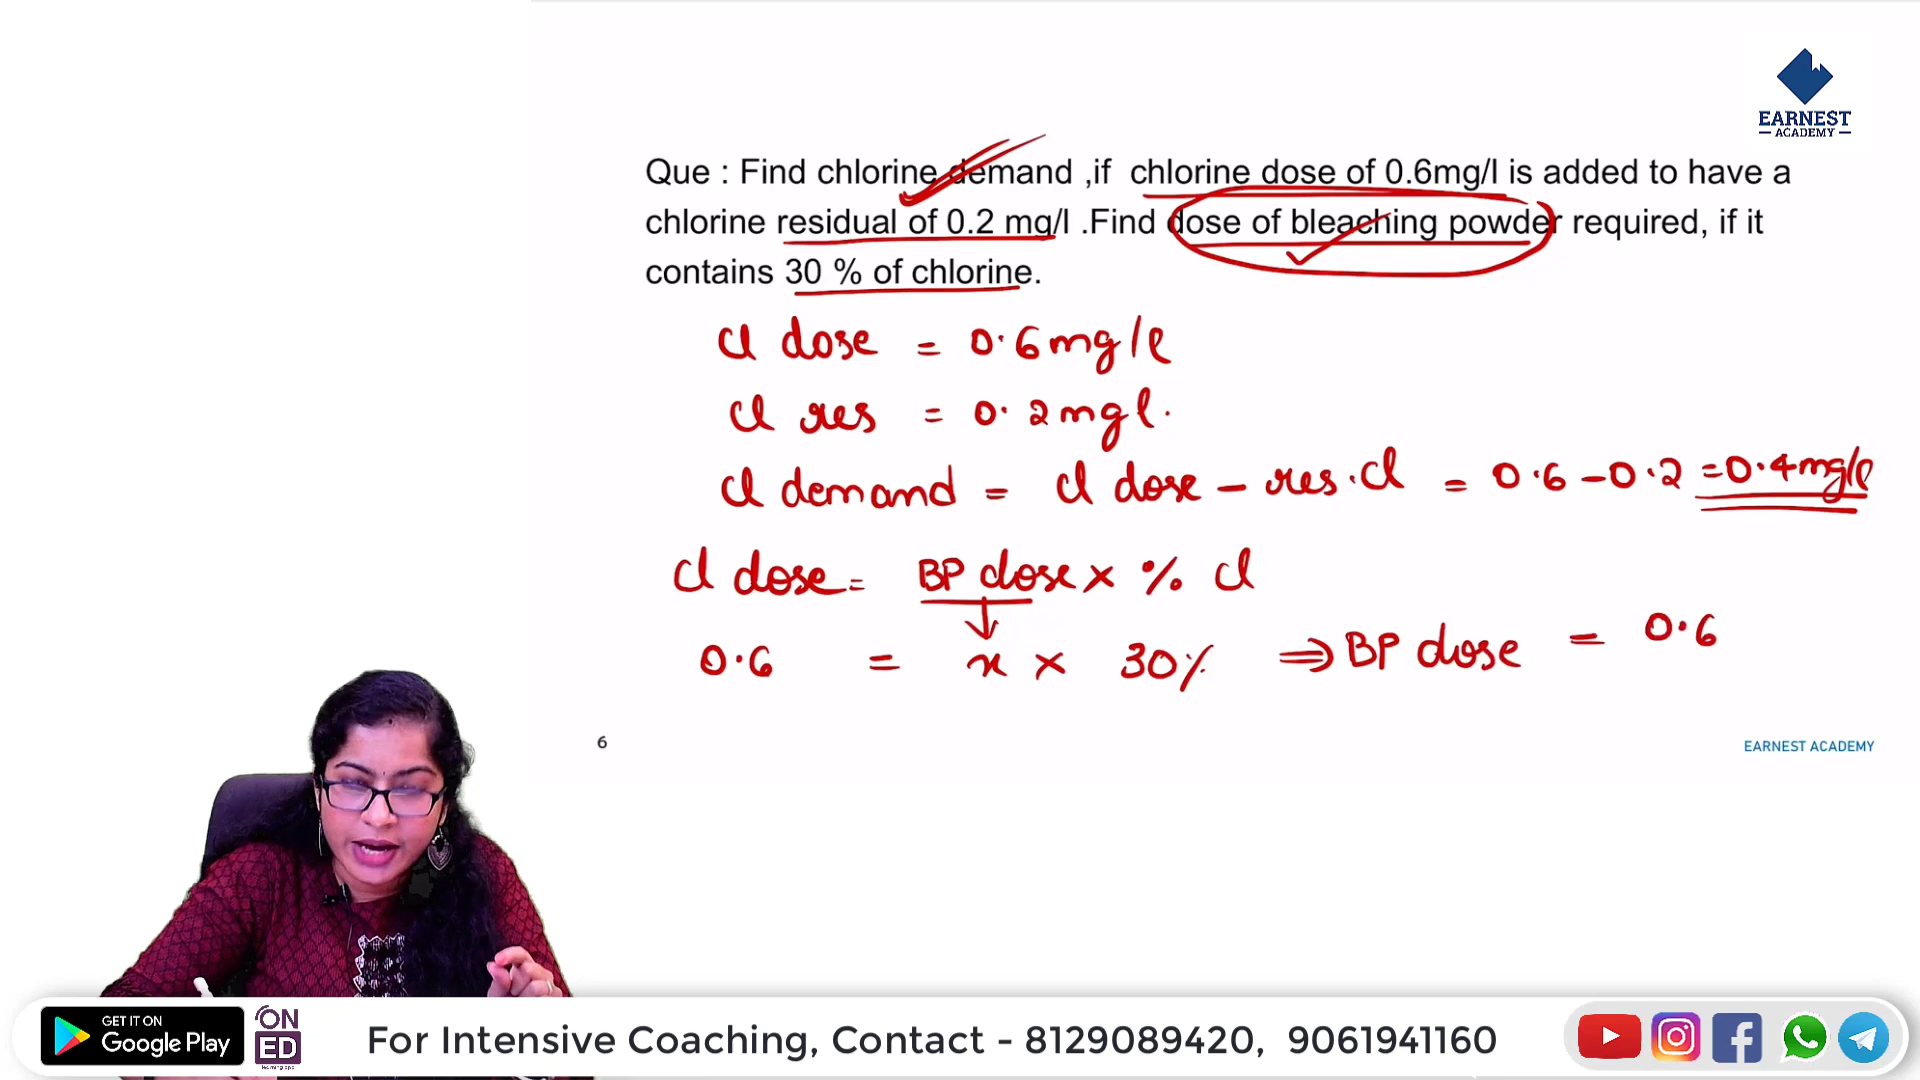 EARNEST
ACADEMY
Que : Find chlorine demand ,if chlorine dose of 0.6mg/l is added to have a
chlorine residual of 0.2 mg/l .Find dose of bleaching powder required, if it
contains 30 % of chlorine.
Cl dose = 0.6mg/l
Cl res = 0.2mgl.
Cl demand = Cl dose - res.Cl = 0.6 - 0.2 = 0.4mg/l
Cl dose = BP dose x % Cl
0.6 = x x 30% ⇒ BP dose = 0.6
6
EARNEST ACADEMY
GET IT ON
Google Play
ON
ED
learning app
For Intensive Coaching, Contact - 8129089420, 9061941160